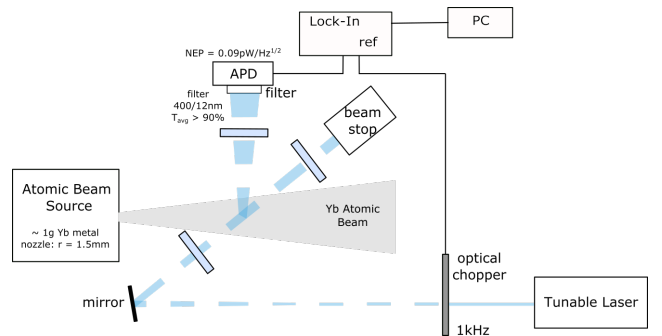 Lock-In
ref
PC
NEP = 0.09pW/Hz^1/2
APD
filter
filter
400/12nm
T_avg > 90%
beam
stop
Atomic Beam
Source
~ 1g Yb metal
nozzle: r = 1.5mm
Yb Atomic
Beam
optical
chopper
mirror
Tunable Laser
1kHz